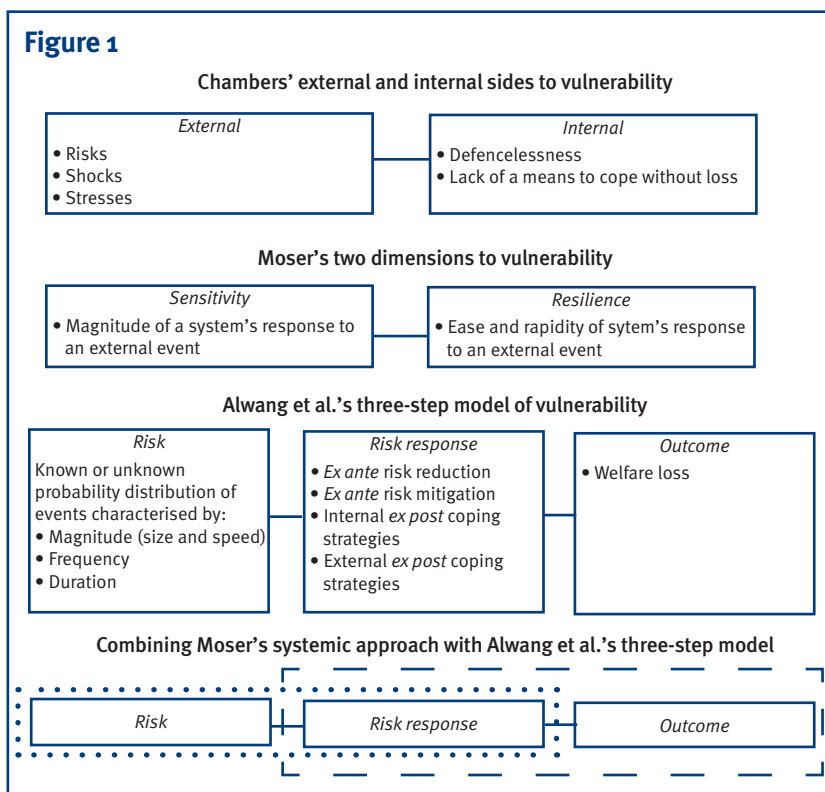 Figure 1
Chambers' external and internal sides to vulnerability
External
• Risks
• Shocks
• Stresses
Internal
• Defencelessness
• Lack of a means to cope without loss
Moser's two dimensions to vulnerability
Sensitivity
• Magnitude of a system's response to
an external event
Resilience
• Ease and rapidity of sytem's response
to an external event
Alwang et al.'s three-step model of vulnerability
Risk
Known or unknown
probability distribution of
events characterised by:
• Magnitude (size and speed)
• Frequency
• Duration
Risk response
• Ex ante risk reduction
• Ex ante risk mitigation
• Internal ex post coping
strategies
• External ex post coping
strategies
Outcome
• Welfare loss
Combining Moser's systemic approach with Alwang et al.'s three-step model
Risk
Risk response
Outcome